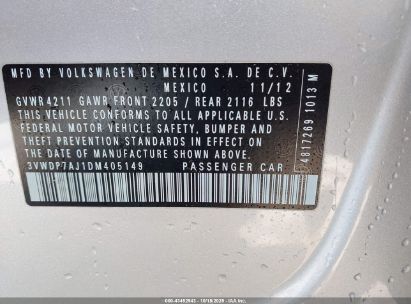 MFD BY VOLKSWAGEN DE MEXICO S.A. DE C.V.
MEXICO 11/12
GVWR 4211 GAWR FRONT 2205 / REAR 2116 LBS
THIS VEHICLE CONFORMS TO ALL APPLICABLE U.S.
FEDERAL MOTOR VEHICLE SAFETY, BUMPER AND
THEFT PREVENTION STANDARDS IN EFFECT ON
THE DATE OF MANUFACTURE SHOWN ABOVE.
3VWDP7AJ1DM405149 PASSENGER CAR
4817269 1013 M